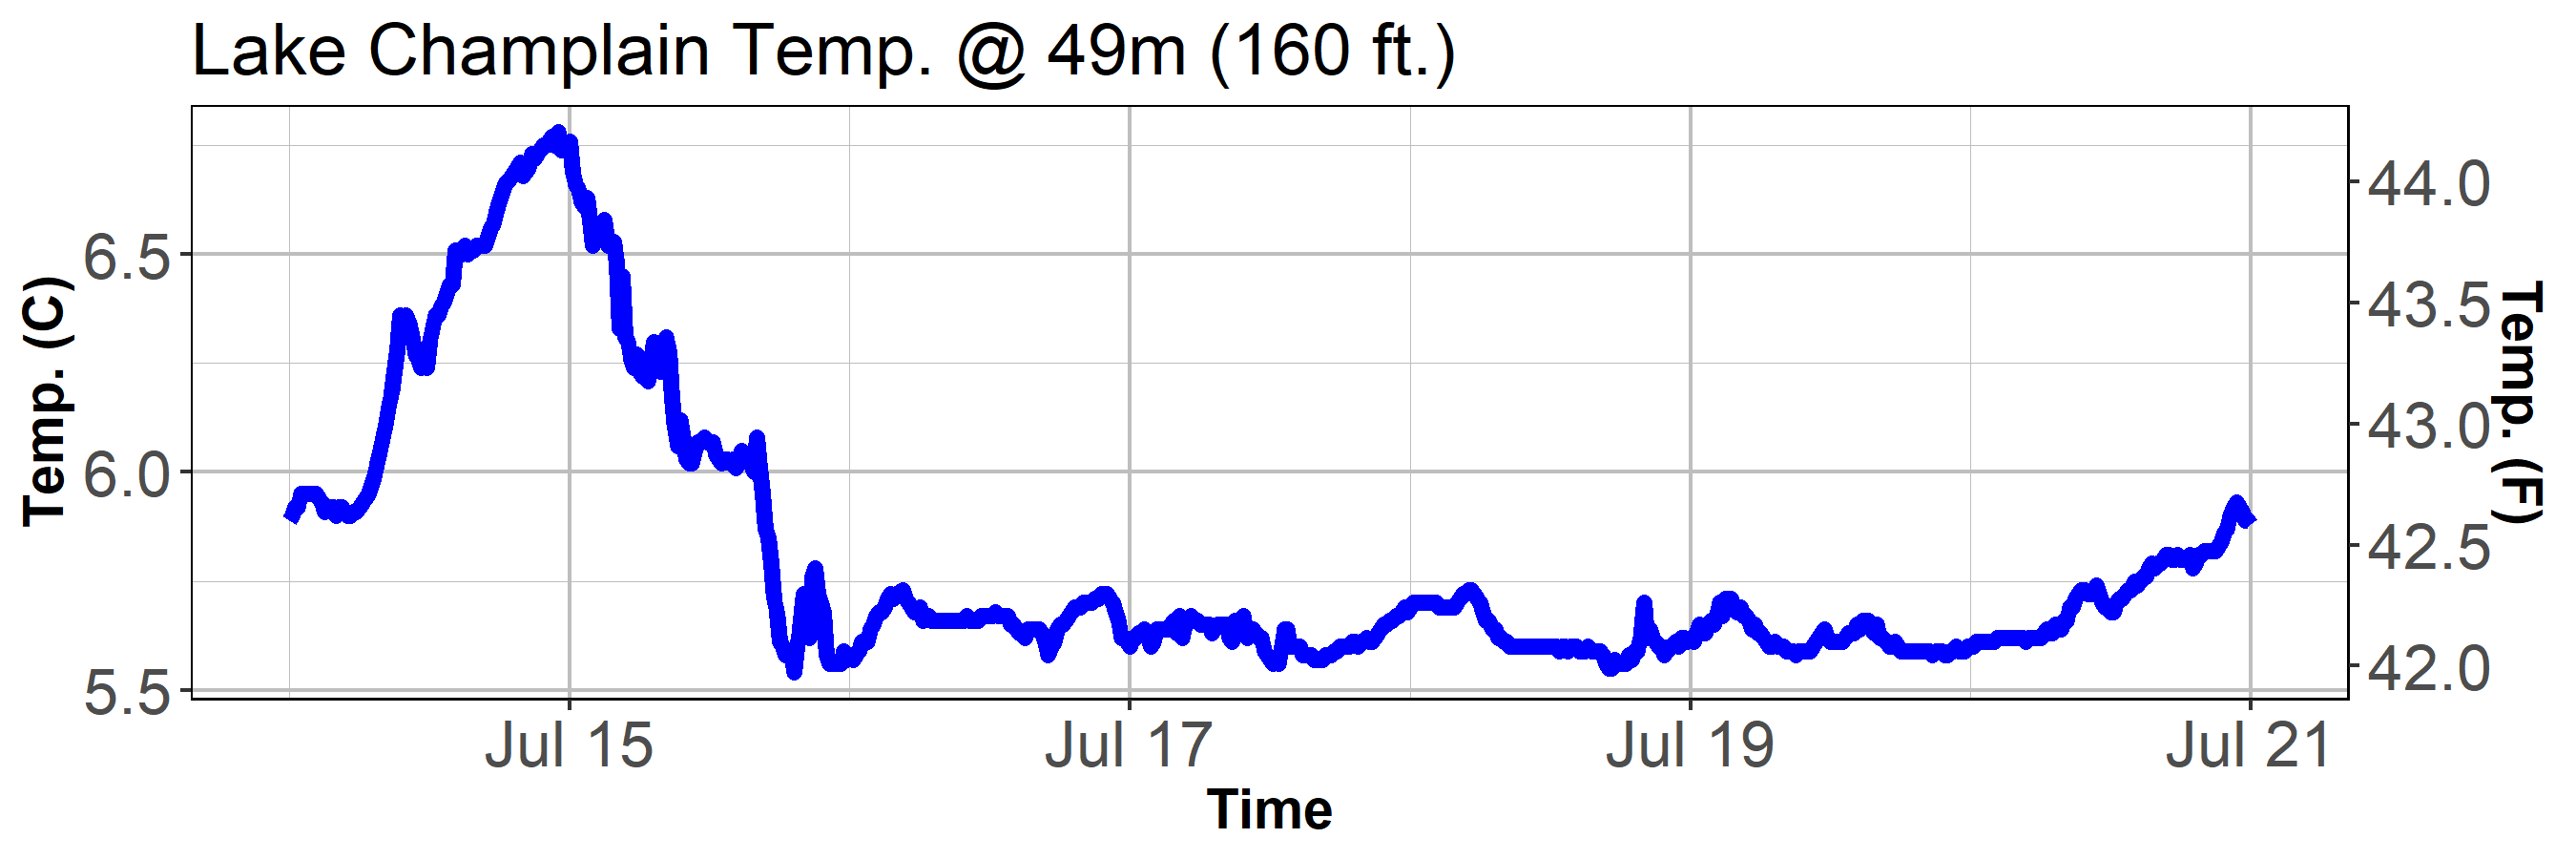 Lake Champlain Temp. @ 49m (160 ft.)
Temp. (C)
6.5
6.0
5.5
44.0
43.5
43.0
42.5
42.0
Temp. (F)
Jul 15 Jul 17 Jul 19 Jul 21
Time